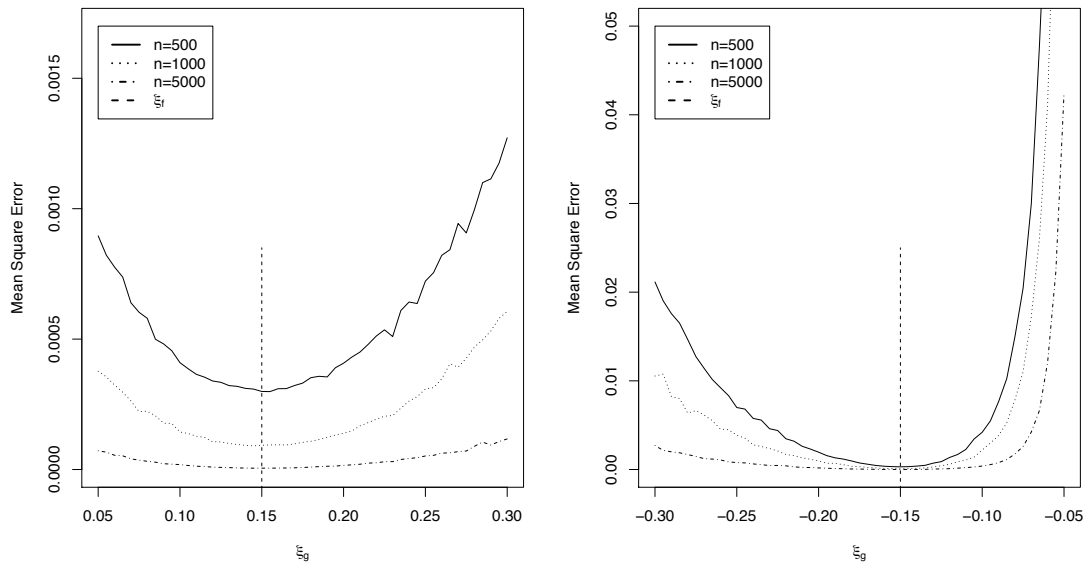 n=500
n=1000
n=5000
ξf
Mean Square Error
0.0000
0.0005
0.0010
0.0015
0.05
0.10
0.15
0.20
0.25
0.30
ξg
n=500
n=1000
n=5000
ξf
Mean Square Error
0.00
0.01
0.02
0.03
0.04
0.05
−0.30
−0.25
−0.20
−0.15
−0.10
−0.05
ξg